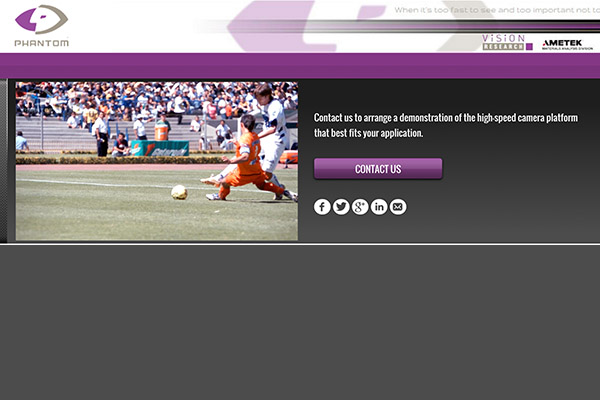 When it's too fast to see and too important not to
PHANTOM
VISION
RESEARCH
AMETEK
MATERIALS ANALYSIS DIVISION
Contact us to arrange a demonstration of the high-speed camera platform
that best fits your application.
CONTACT US